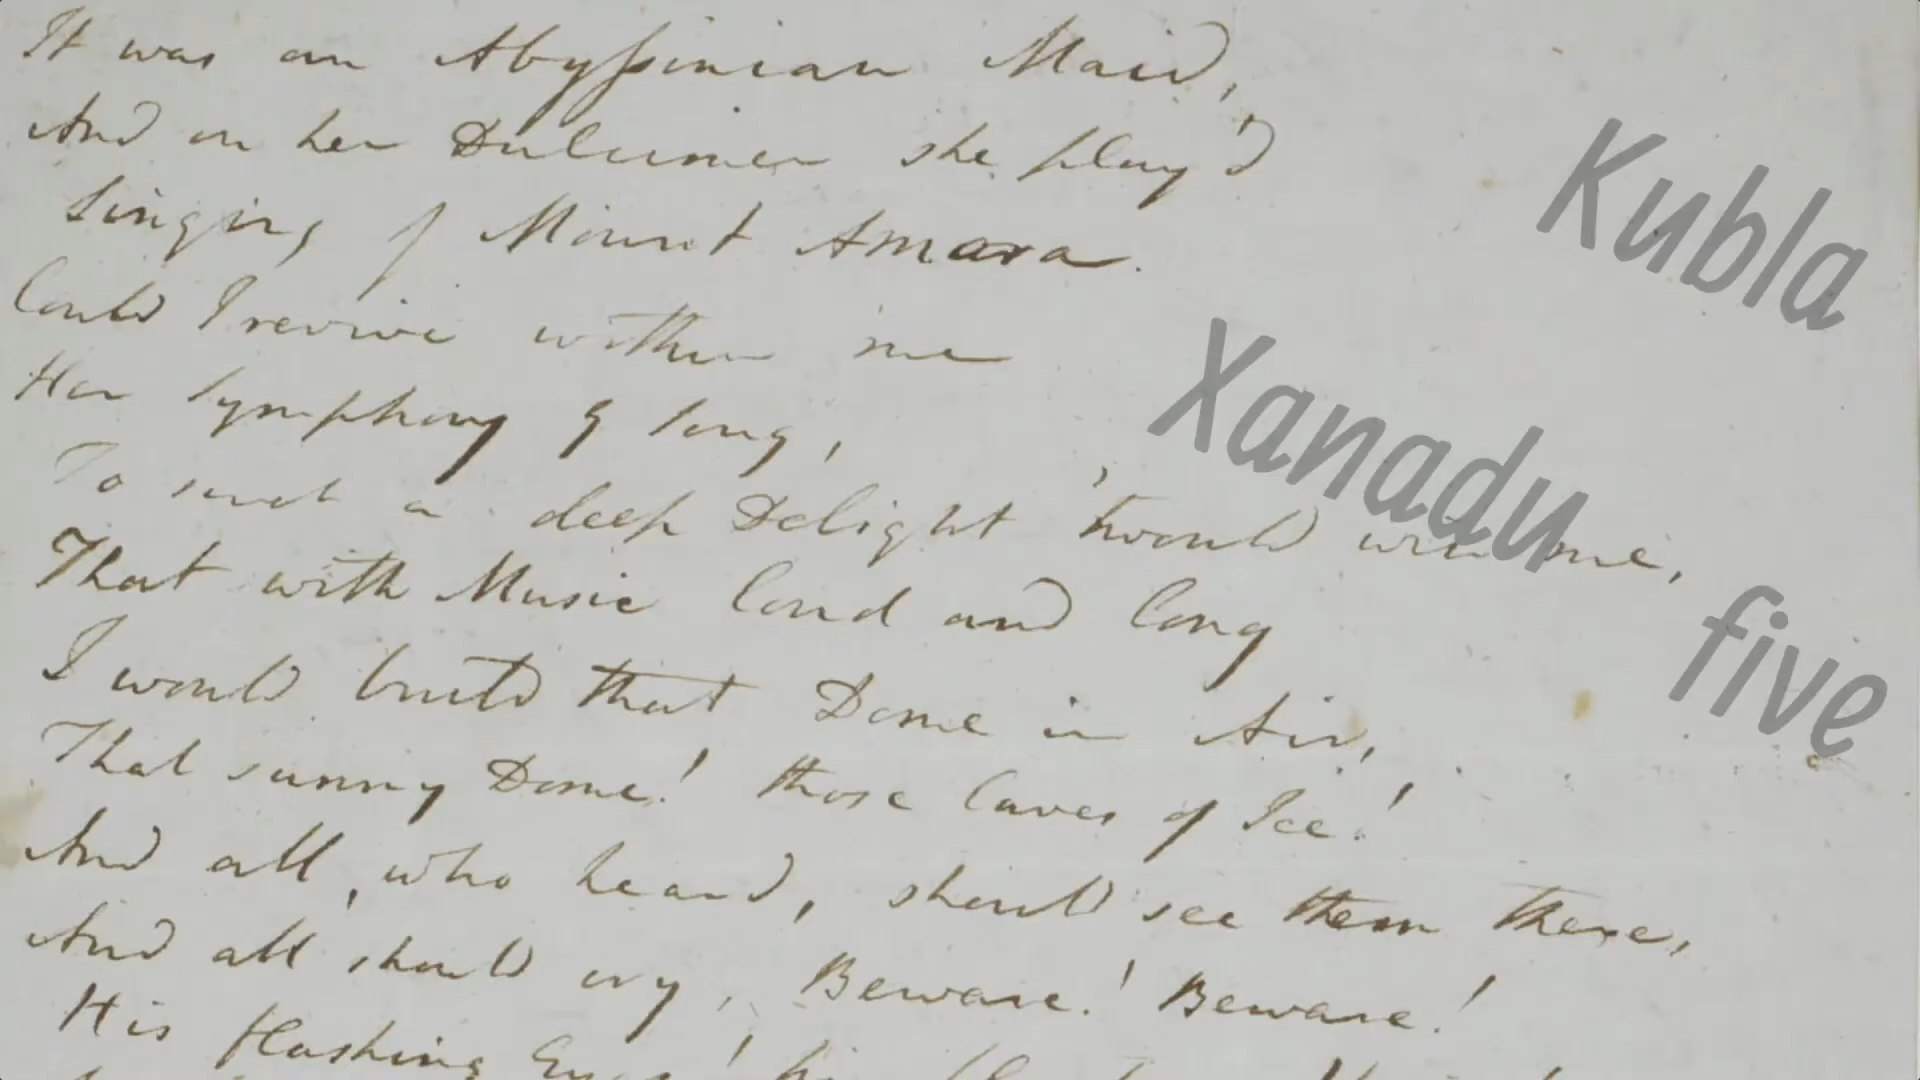 It was an Abyssinian Maid,
And on her Dulcimer she play'd
Singing of Mount Amara.
Could I revive within me
Her Symphony & Song,
To such a deep Delight 'twould win me,
That with Music loud and long
I would build that Dome in Air,
That sunny Dome! those Caves of Ice!
And all, who heard, should see them there,
And all should cry, Beware! Beware!
His flashing Eyes! his
Kubla
Xanadu
five